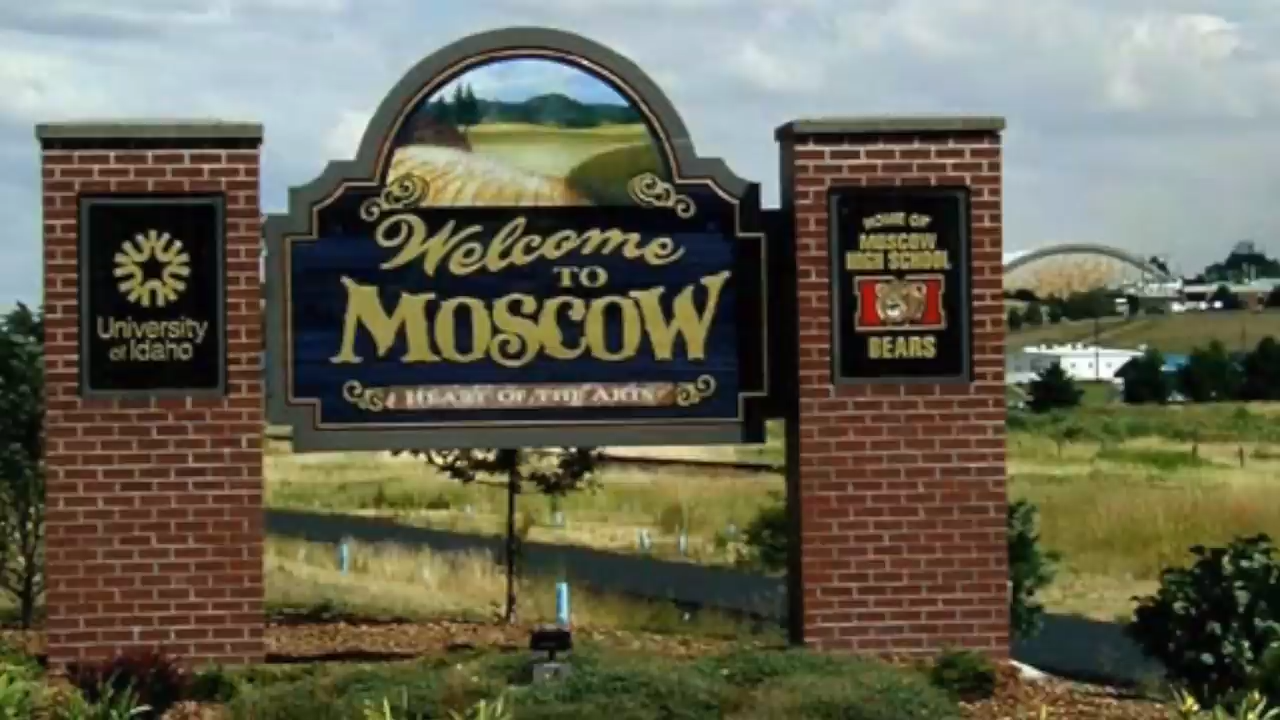 University
of Idaho
Welcome
TO
MOSCOW
HEART OF THE ARTS
HOME OF
MOSCOW
HIGH SCHOOL
BEARS